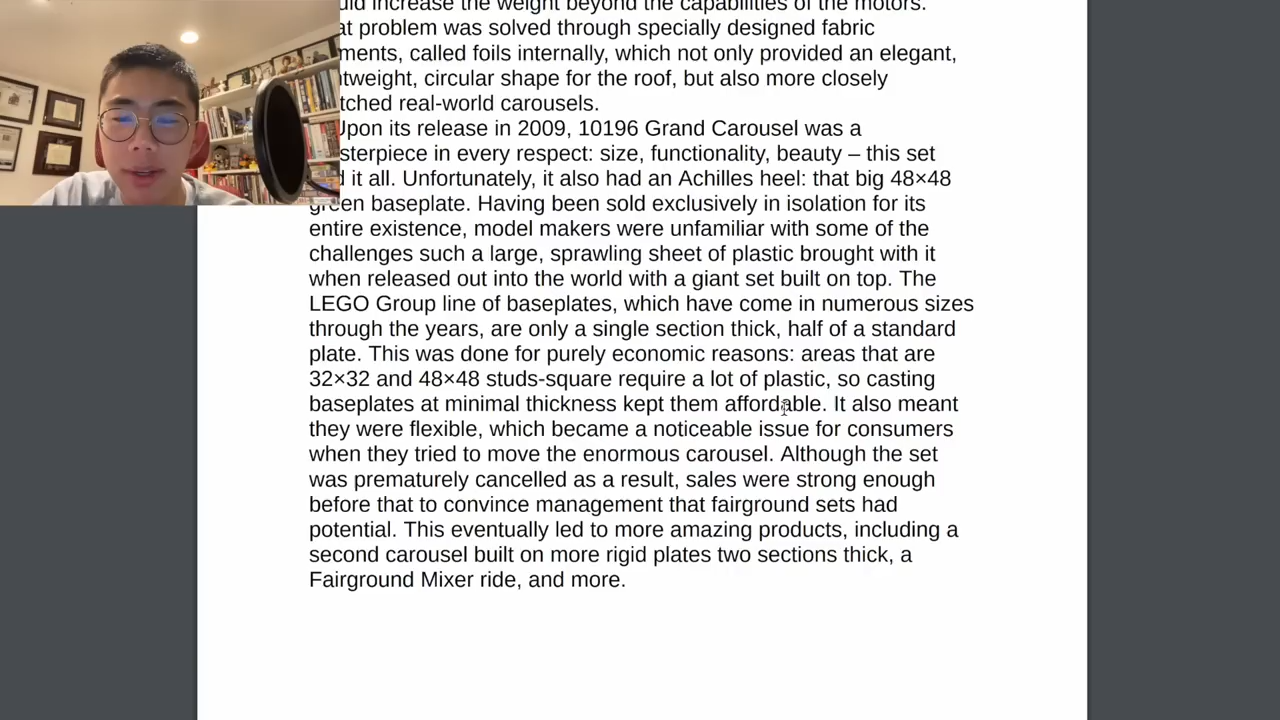 increase the weight beyond the capabilities of the motors.
problem was solved through specially designed fabric
called foils internally, which not only provided an elegant,
circular shape for the roof, but also more closely
real-world carousels.
Upon its release in 2009, 10196 Grand Carousel was a
in every respect: size, functionality, beauty – this set
it all. Unfortunately, it also had an Achilles heel: that big 48×48
green baseplate. Having been sold exclusively in isolation for its
entire existence, model makers were unfamiliar with some of the
challenges such a large, sprawling sheet of plastic brought with it
when released out into the world with a giant set built on top. The
LEGO Group line of baseplates, which have come in numerous sizes
through the years, are only a single section thick, half of a standard
plate. This was done for purely economic reasons: areas that are
32×32 and 48×48 studs-square require a lot of plastic, so casting
baseplates at minimal thickness kept them affordable. It also meant
they were flexible, which became a noticeable issue for consumers
when they tried to move the enormous carousel. Although the set
was prematurely cancelled as a result, sales were strong enough
before that to convince management that fairground sets had
potential. This eventually led to more amazing products, including a
second carousel built on more rigid plates two sections thick, a
Fairground Mixer ride, and more.